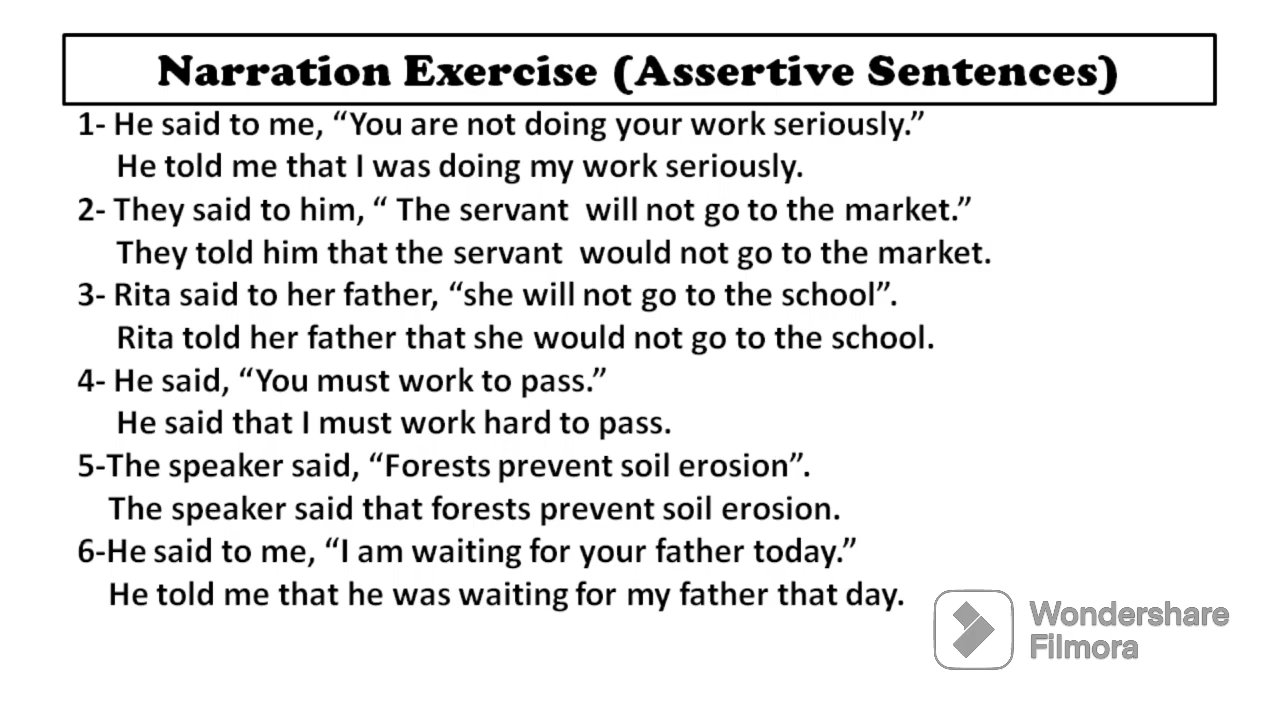 Narration Exercise (Assertive Sentences)
1- He said to me, “You are not doing your work seriously.”
He told me that I was doing my work seriously.
2- They said to him, “ The servant  will not go to the market.”
They told him that the servant  would not go to the market.
3- Rita said to her father, “she will not go to the school”.
Rita told her father that she would not go to the school.
4- He said, “You must work to pass.”
He said that I must work hard to pass.
5-The speaker said, “Forests prevent soil erosion”.
The speaker said that forests prevent soil erosion.
6-He said to me, “I am waiting for your father today.”
He told me that he was waiting for my father that day.
Wondershare
Filmora